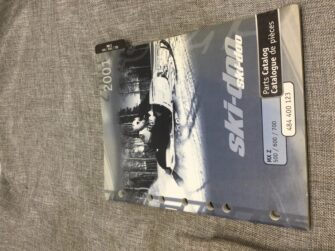 2001
ski-doo
Parts Catalog
Catalogue de pièces
MX Z
500 / 600 / 700
484 400 123